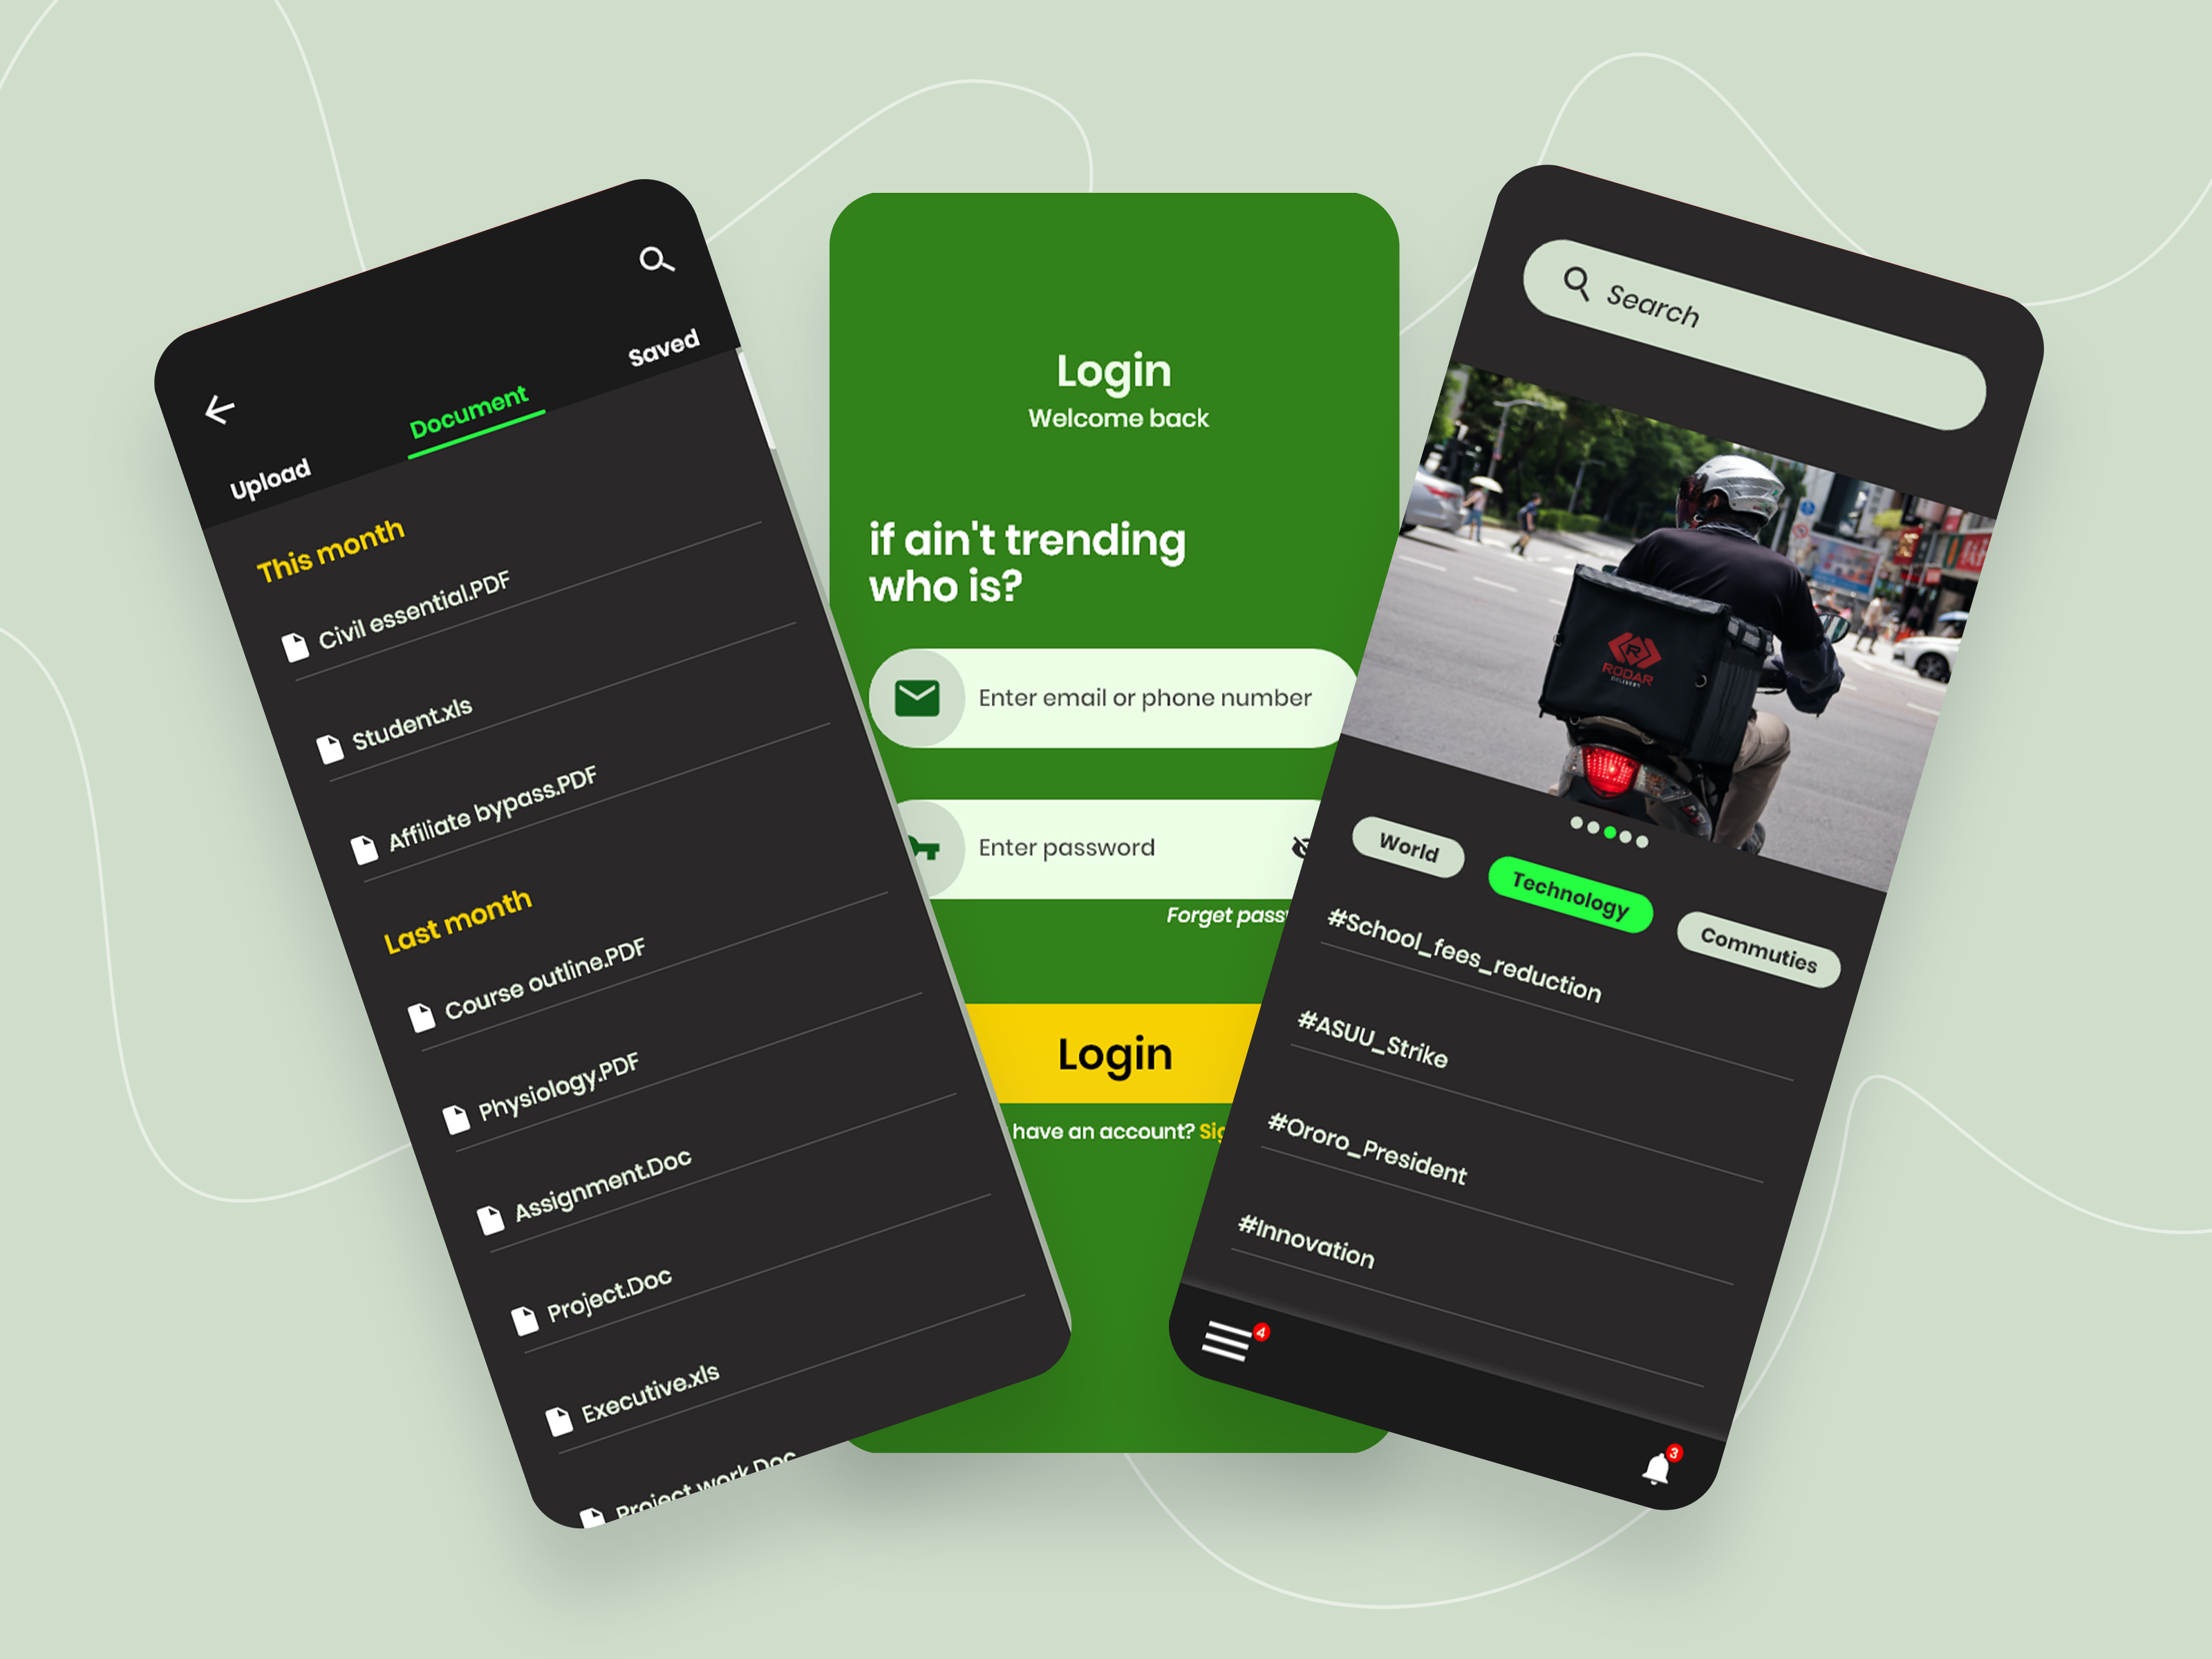 Upload
Document
Saved
This month
Civil essential.PDF
Student.xls
Affiliate bypass.PDF
Last month
Course outline.PDF
Physiology.PDF
Assignment.Doc
Project.Doc
Executive.xls
Project work.Doc
Login
Welcome back
if ain't trending
who is?
Enter email or phone number
Enter password
Forget pass
Login
have an account? Sig
Search
R
RODAR
DELIVERY
World
Technology
Commuties
#School_fees_reduction
#ASUU_Strike
#Ororo_President
#Innovation
4
3